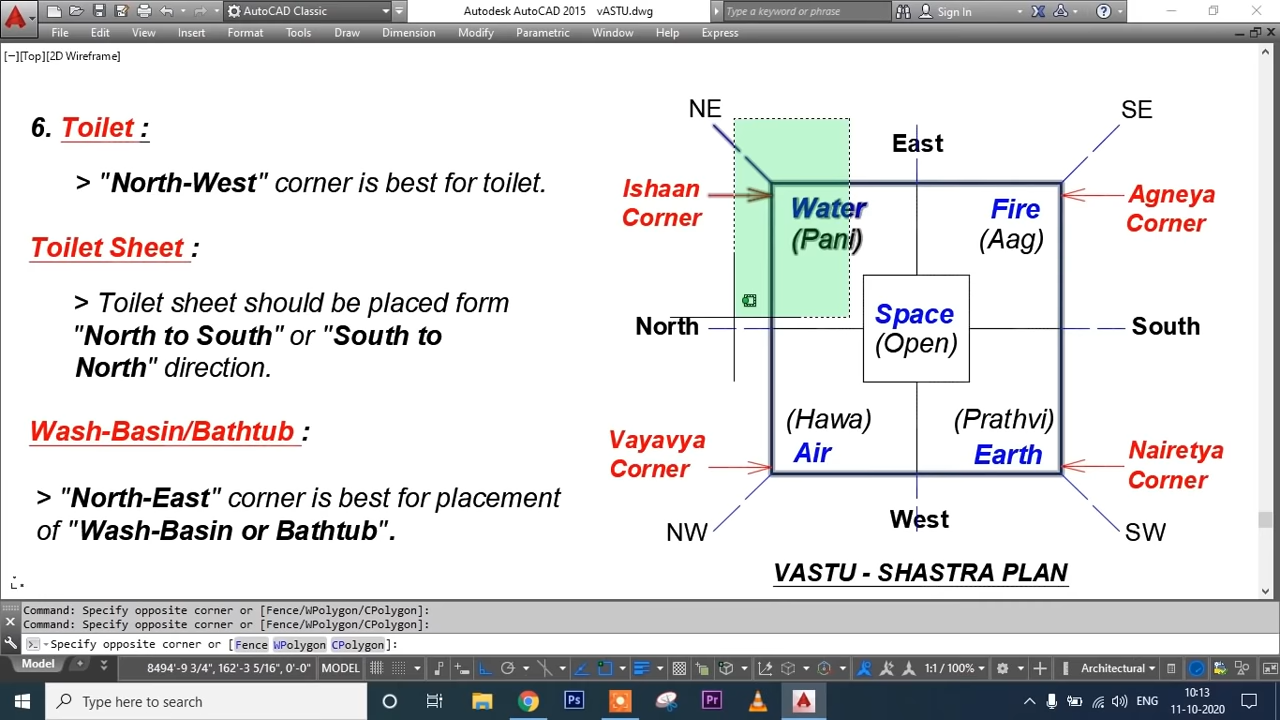 AutoCAD Classic
Autodesk AutoCAD 2015 vASTU.dwg
Type a keyword or phrase
Sign In
File Edit View Insert Format Tools Draw Dimension Modify Parametric Window Help Express
[−][Top][2D Wireframe]
6. Toilet :
> "North-West" corner is best for toilet.
Toilet Sheet :
> Toilet sheet should be placed form
"North to South" or "South to
North" direction.
Wash-Basin/Bathtub :
> "North-East" corner is best for placement
of "Wash-Basin or Bathtub".
NE
East
SE
Ishaan
Corner
Water
(Pani)
Fire
(Aag)
Agneya
Corner
North
Space
(Open)
South
Vayavya
Corner
(Hawa)
Air
(Prathvi)
Earth
Nairetya
Corner
NW
West
SW
VASTU - SHASTRA PLAN
Command: Specify opposite corner or [Fence/WPolygon/CPolygon]:
Command: Specify opposite corner or [Fence/WPolygon/CPolygon]:
Specify opposite corner or [Fence WPolygon CPolygon]:
Model
8494'-9 3/4", 162'-3 5/16", 0'-0" MODEL
1:1 / 100%
Architectural
Type here to search
Ps
Pr
ENG
10:13
11-10-2020